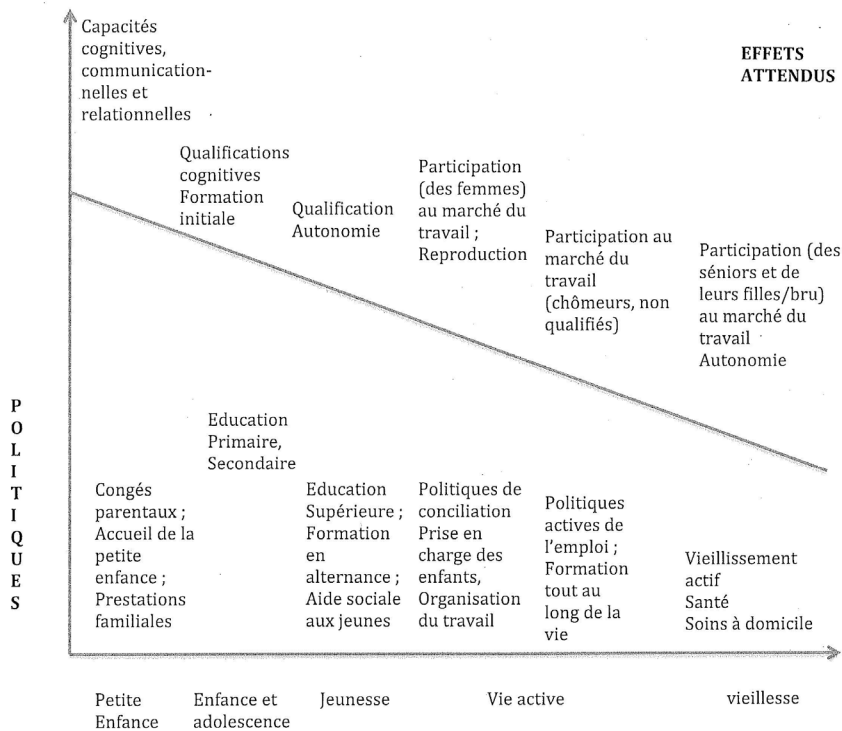 Capacités
cognitives,
communication-
nelles et
relationnelles
EFFETS
ATTENDUS
Qualifications
cognitives
Formation
initiale
Qualification
Autonomie
Participation
(des femmes)
au marché du
travail ;
Reproduction
Participation au
marché du
travail
(chômeurs, non
qualifiés)
Participation (des
séniors et de
leurs filles/bru)
au marché du
travail
Autonomie
P
O
L
I
T
I
Q
U
E
S
Congés
parentaux ;
Accueil de la
petite
enfance ;
Prestations
familiales
Education
Primaire,
Secondaire
Education
Supérieure ;
Formation
en
alternance ;
Aide sociale
aux jeunes
Politiques de
conciliation
Prise en
charge des
enfants,
Organisation
du travail
Politiques
actives de
l'emploi ;
Formation
tout au
long de la
vie
Vieillissement
actif
Santé
Soins à domicile
Petite
Enfance
Enfance et
adolescence
Jeunesse
Vie active
vieillesse